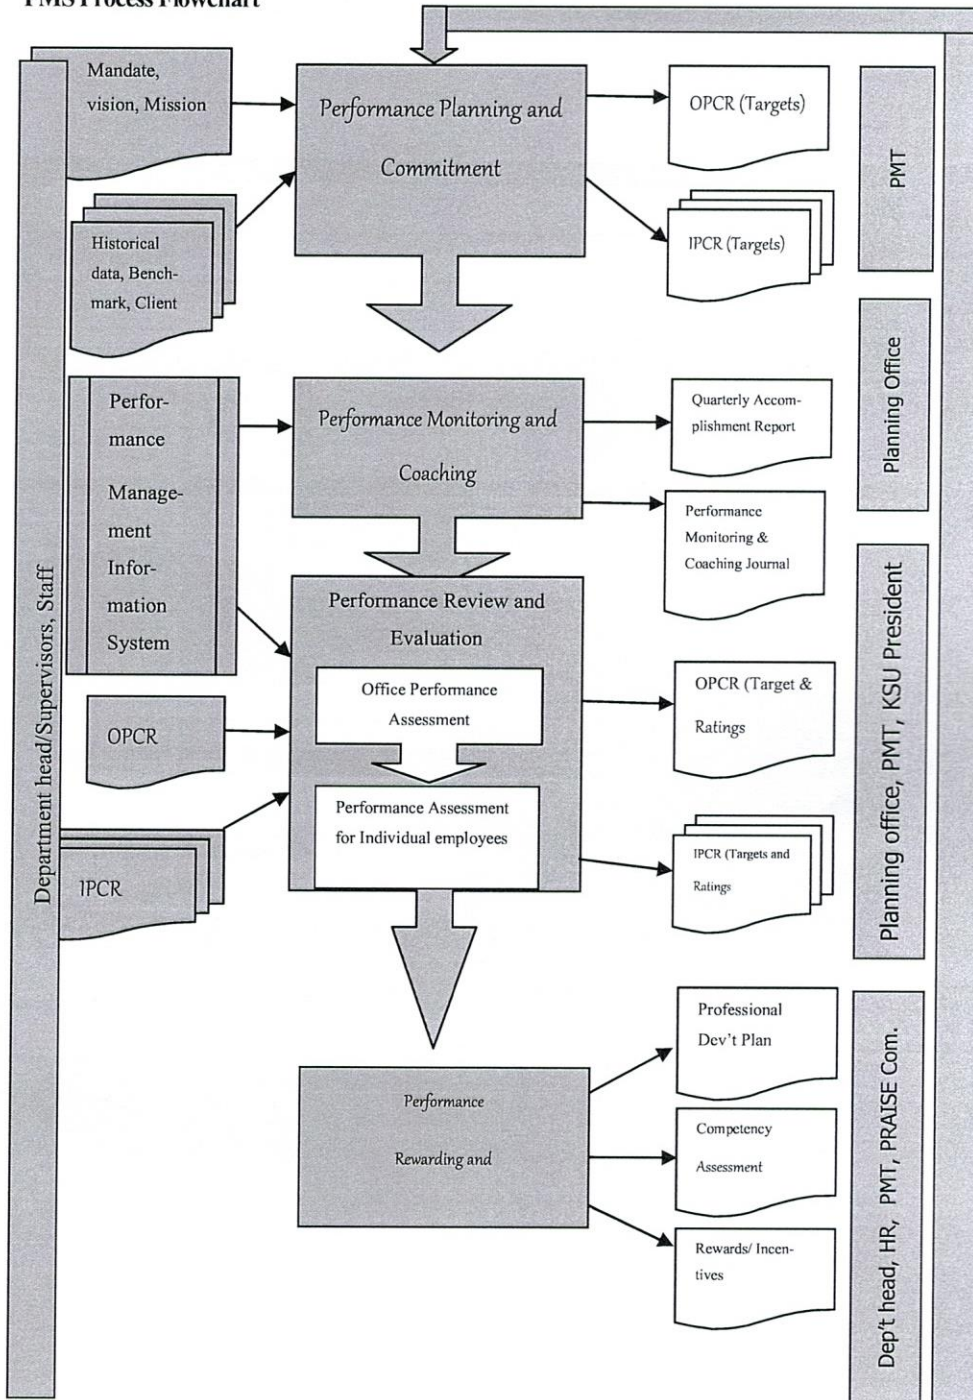 PMS Process Flowchart
Mandate,
vision, Mission
Performance Planning and
Commitment
OPCR (Targets)
PMT
Historical
data, Bench-
mark, Client
IPCR (Targets)
Perfor-
mance
Manage-
ment
Infor-
mation
System
Performance Monitoring and
Coaching
Quarterly Accom-
plishment Report
Planning Office
Performance
Monitoring &
Coaching Journal
Department head/Supervisors, Staff
Performance Review and
Evaluation
Office Performance
Assessment
Performance Assessment
for Individual employees
OPCR
IPCR
OPCR (Target &
Ratings
IPCR (Targets and
Ratings
Planning office, PMT, KSU President
Performance
Rewarding and
Professional
Dev't Plan
Competency
Assessment
Rewards/ Incen-
tives
Dep't head, HR, PMT, PRAISE Com.